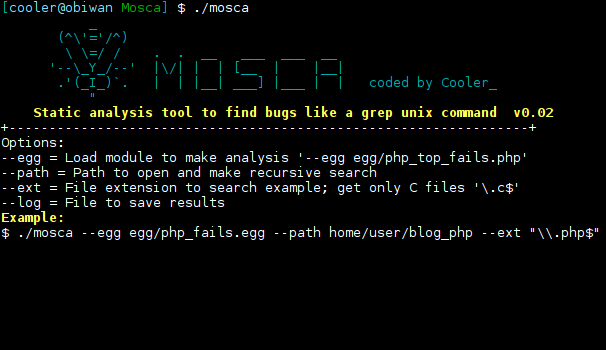 [cooler@obiwan Mosca] $ ./mosca
MOSCA
coded by Cooler_
Static analysis tool to find bugs like a grep unix command  v0.02
+----------------------------------------------------------------+
Options:
--egg = Load module to make analysis '--egg egg/php_top_fails.php'
--path = Path to open and make recursive search
--ext = File extension to search example; get only C files '\.c$'
--log = File to save results
Example:
$ ./mosca --egg egg/php_fails.egg --path home/user/blog_php --ext "\\.php$"